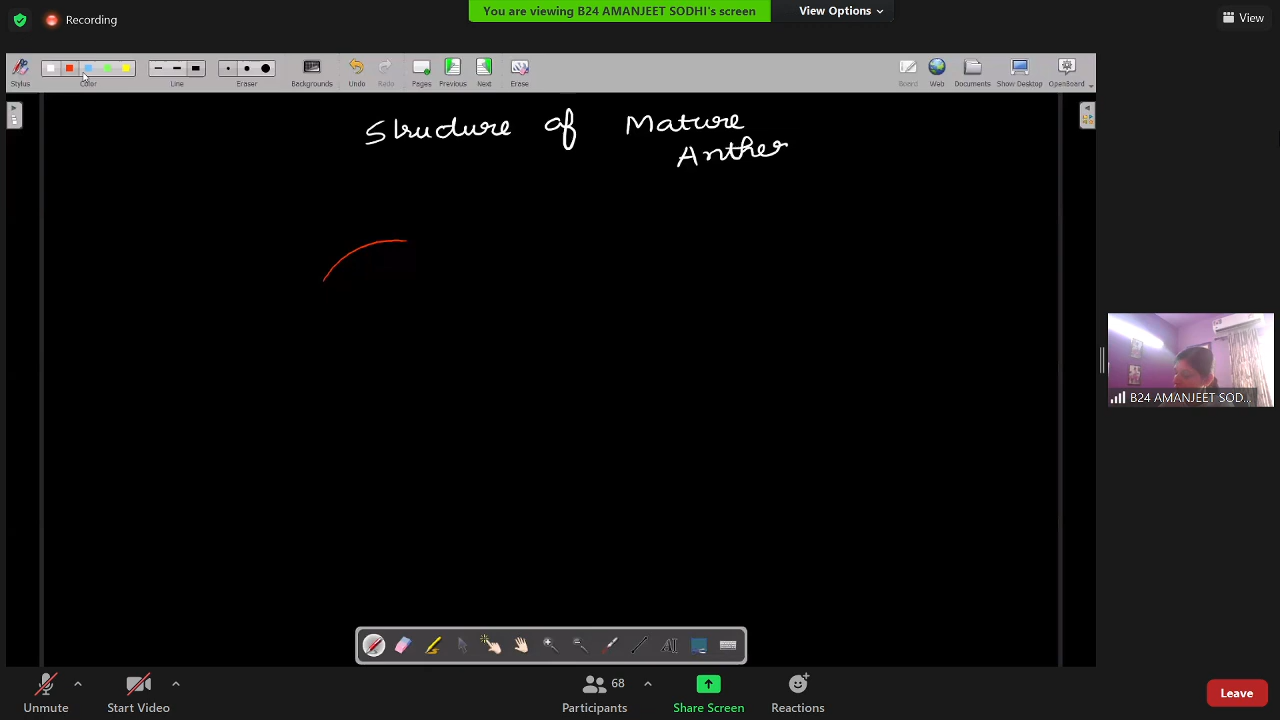 Recording
You are viewing B24 AMANJEET SODHI's screen
View Options
View
Stylus
Color
Line
Eraser
Backgrounds
Undo
Redo
Pages
Previous
Next
Erase
Board
Web
Documents
Show Desktop
OpenBoard
Structure of Mature
Anther
B24 AMANJEET SOD...
Unmute
Start Video
Participants
68
Share Screen
Reactions
Leave